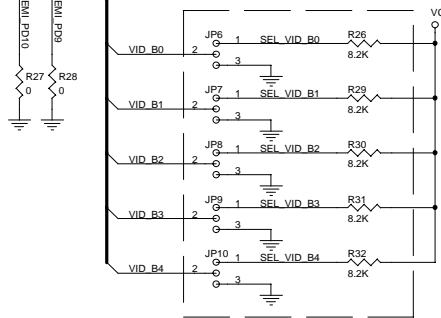 EMI_PD10
EMI_PD9
VC
R27
0
R28
0
JP6
1
SEL_VID_B0
R26
8.2K
VID_B0
2
3
JP7
1
SEL_VID_B1
R29
8.2K
VID_B1
2
3
JP8
1
SEL_VID_B2
R30
8.2K
VID_B2
2
3
JP9
1
SEL_VID_B3
R31
8.2K
VID_B3
2
3
JP10
1
SEL_VID_B4
R32
8.2K
VID_B4
2
3